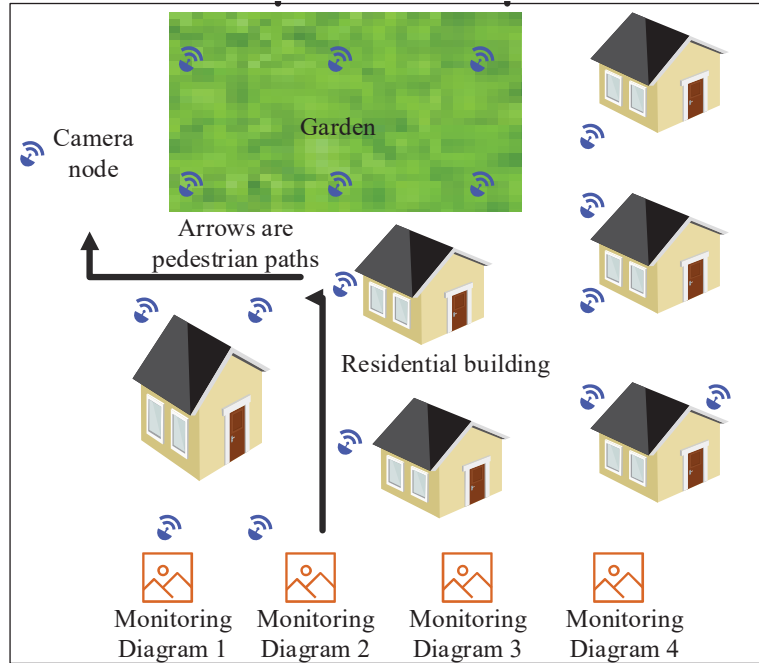 Garden
Camera
node
Arrows are
pedestrian paths
Residential building
Monitoring
Diagram 1
Monitoring
Diagram 2
Monitoring
Diagram 3
Monitoring
Diagram 4